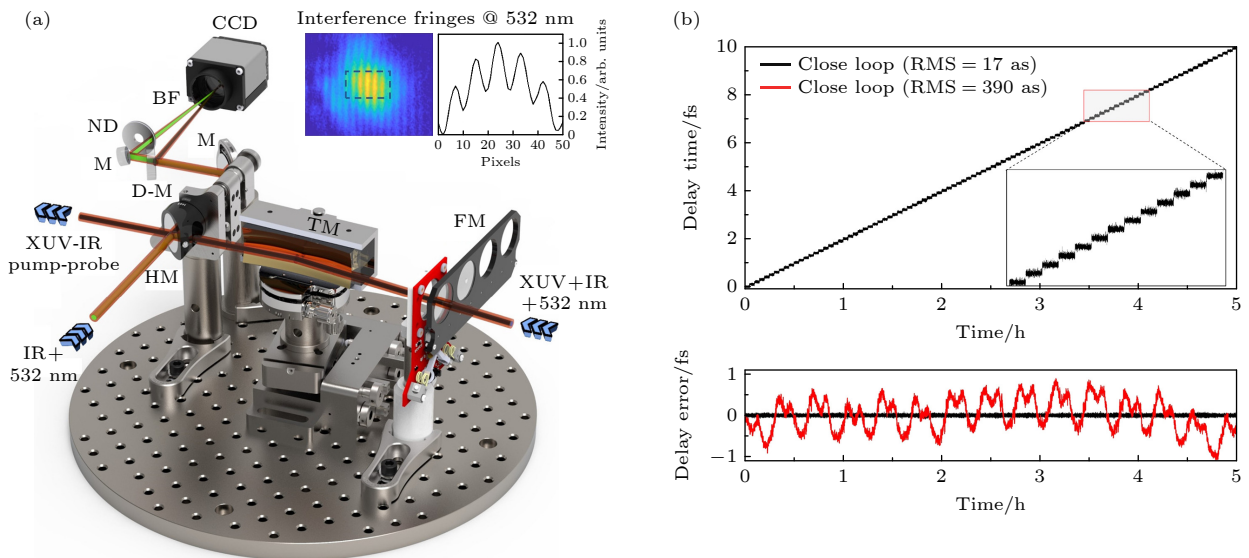 (a)
CCD
Interference fringes @ 532 nm
BF
ND
M
M
D-M
HM
TM
FM
XUV-IR
pump-probe
IR+
532 nm
XUV+IR
+532 nm
1.0
0.8
0.6
0.4
0.2
0
Intensity/arb. units
0 10 20 30 40 50
Pixels
(b)
Close loop (RMS = 17 as)
Close loop (RMS = 390 as)
10
8
6
4
2
0
Delay time/fs
0 1 2 3 4 5
Time/h
1
0
−1
Delay error/fs
0 1 2 3 4 5
Time/h